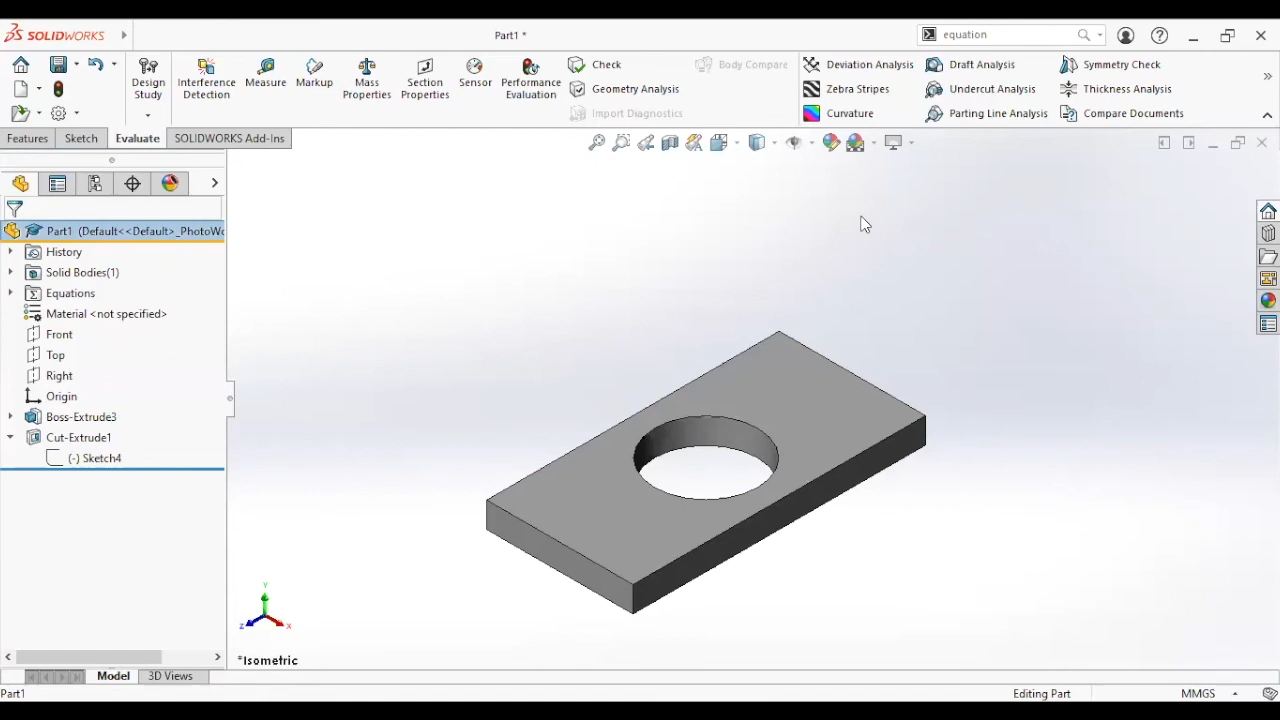 SOLIDWORKS
Part1 *
equation
Design Study
Interference Detection
Measure
Markup
Mass Properties
Section Properties
Sensor
Performance Evaluation
Check
Geometry Analysis
Import Diagnostics
Body Compare
Deviation Analysis
Zebra Stripes
Curvature
Draft Analysis
Undercut Analysis
Parting Line Analysis
Symmetry Check
Thickness Analysis
Compare Documents
Features
Sketch
Evaluate
SOLIDWORKS Add-Ins
Part1 (Default<<Default>_PhotoWo
History
Solid Bodies(1)
Equations
Material <not specified>
Front
Top
Right
Origin
Boss-Extrude3
Cut-Extrude1
(-) Sketch4
Y
Z
X
*Isometric
Model
3D Views
Part1
Editing Part
MMGS